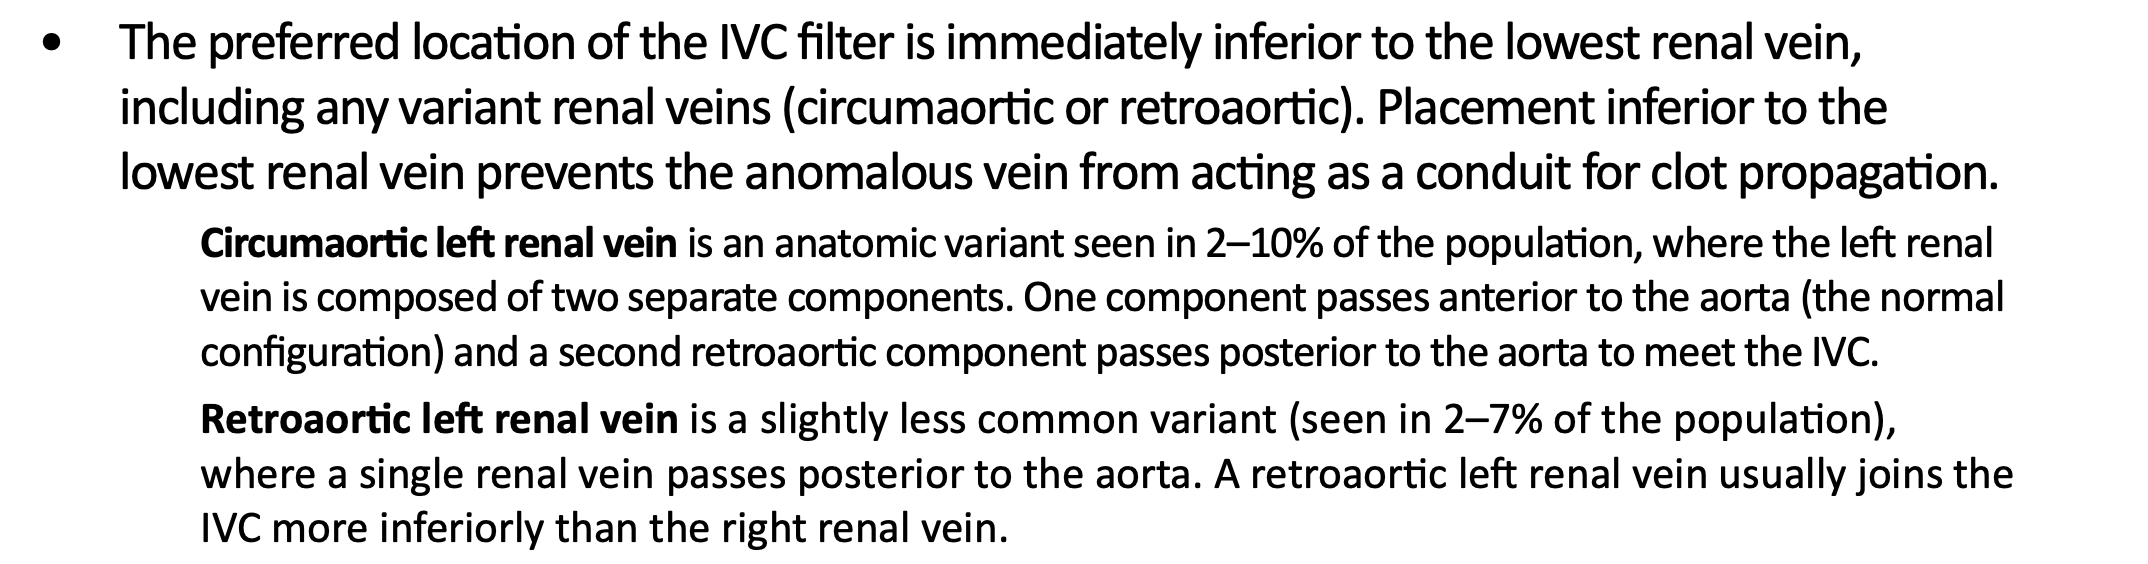 • The preferred location of the IVC filter is immediately inferior to the lowest renal vein,
including any variant renal veins (circumaortic or retroaortic). Placement inferior to the
lowest renal vein prevents the anomalous vein from acting as a conduit for clot propagation.
Circumaortic left renal vein is an anatomic variant seen in 2–10% of the population, where the left renal
vein is composed of two separate components. One component passes anterior to the aorta (the normal
configuration) and a second retroaortic component passes posterior to the aorta to meet the IVC.
Retroaortic left renal vein is a slightly less common variant (seen in 2–7% of the population),
where a single renal vein passes posterior to the aorta. A retroaortic left renal vein usually joins the
IVC more inferiorly than the right renal vein.